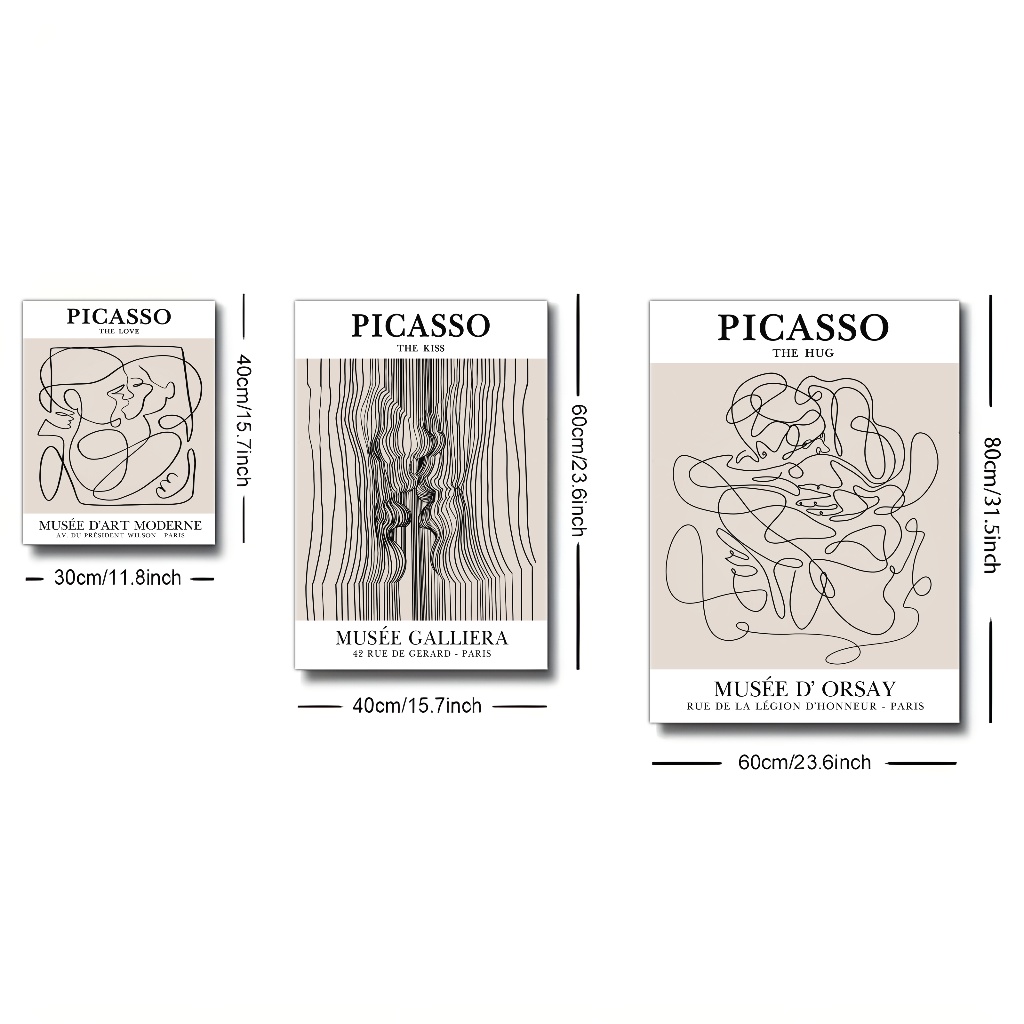 PICASSO
THE LOVE
MUSÉE D'ART MODERNE
AV. DU PRÉSIDENT WILSON - PARIS
40cm/15.7inch
30cm/11.8inch
PICASSO
THE KISS
MUSÉE GALLIERA
42 RUE DE GERARD - PARIS
60cm/23.6inch
40cm/15.7inch
PICASSO
THE HUG
MUSÉE D' ORSAY
RUE DE LA LÉGION D'HONNEUR - PARIS
80cm/31.5inch
60cm/23.6inch